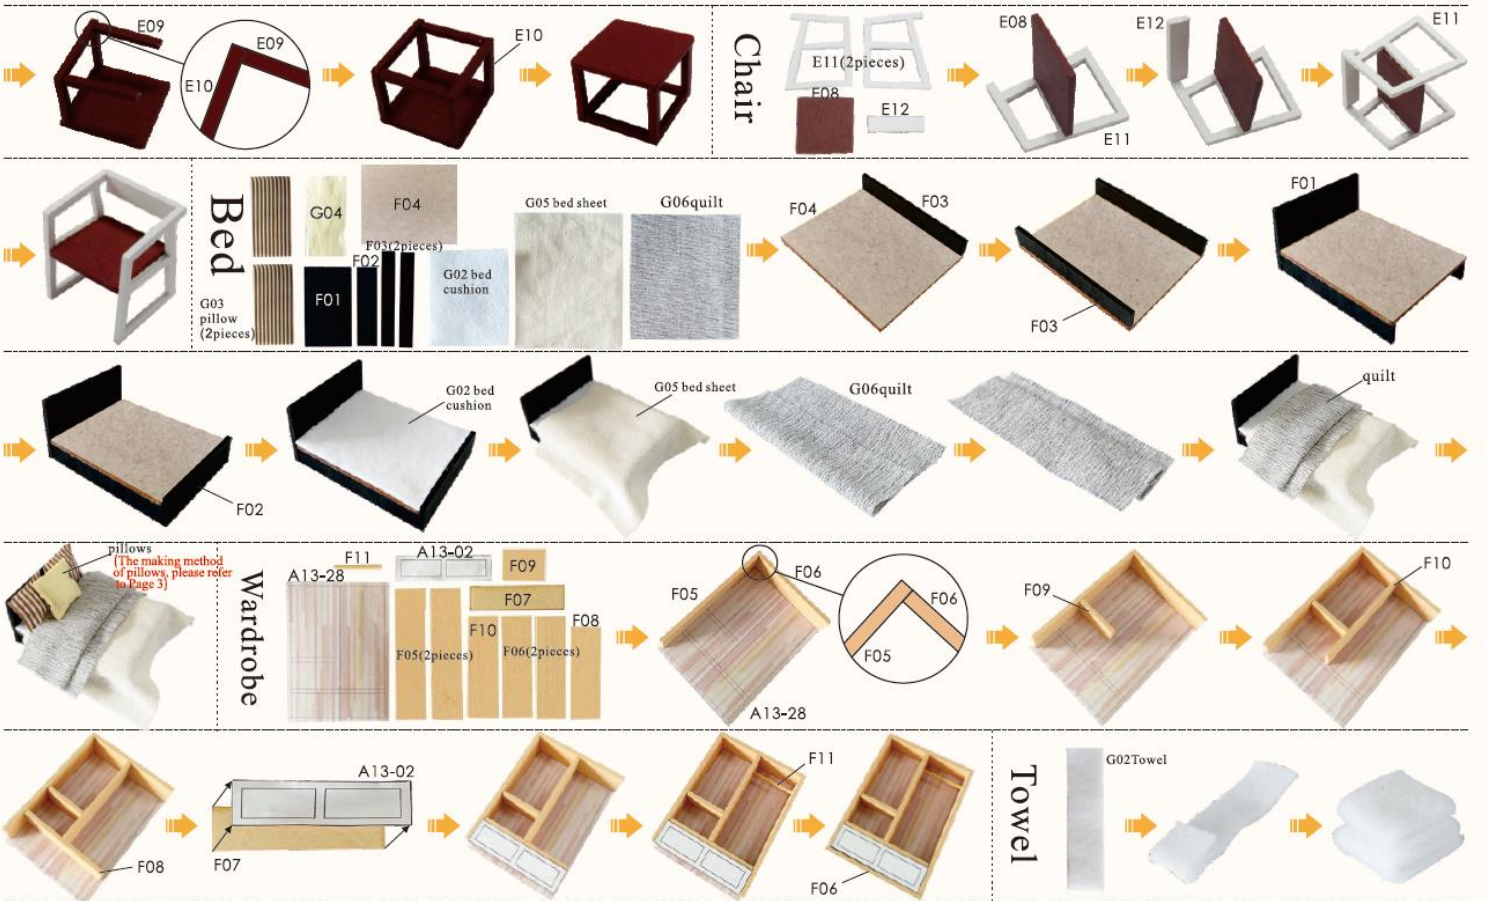 E09
E09
E10
E10
Chair
E11(2pieces)
E08
E12
E08
E11
E12
E11
Bed
G03
pillow
(2pieces)
G04
F04
F03(2pieces)
F02
F01
G02 bed
cushion
G05 bed sheet
G06quilt
F04
F03
F03
F01
F02
G02 bed
cushion
G05 bed sheet
G06quilt
quilt
pillows
(The making method
of pillows, please refer
to Page 3)
Wardrobe
F11
A13-02
F09
A13-28
F07
F10
F08
F05(2pieces)
F06(2pieces)
F05
F06
F06
F05
A13-28
F09
F10
F08
A13-02
F07
F11
F06
Towel
G02Towel